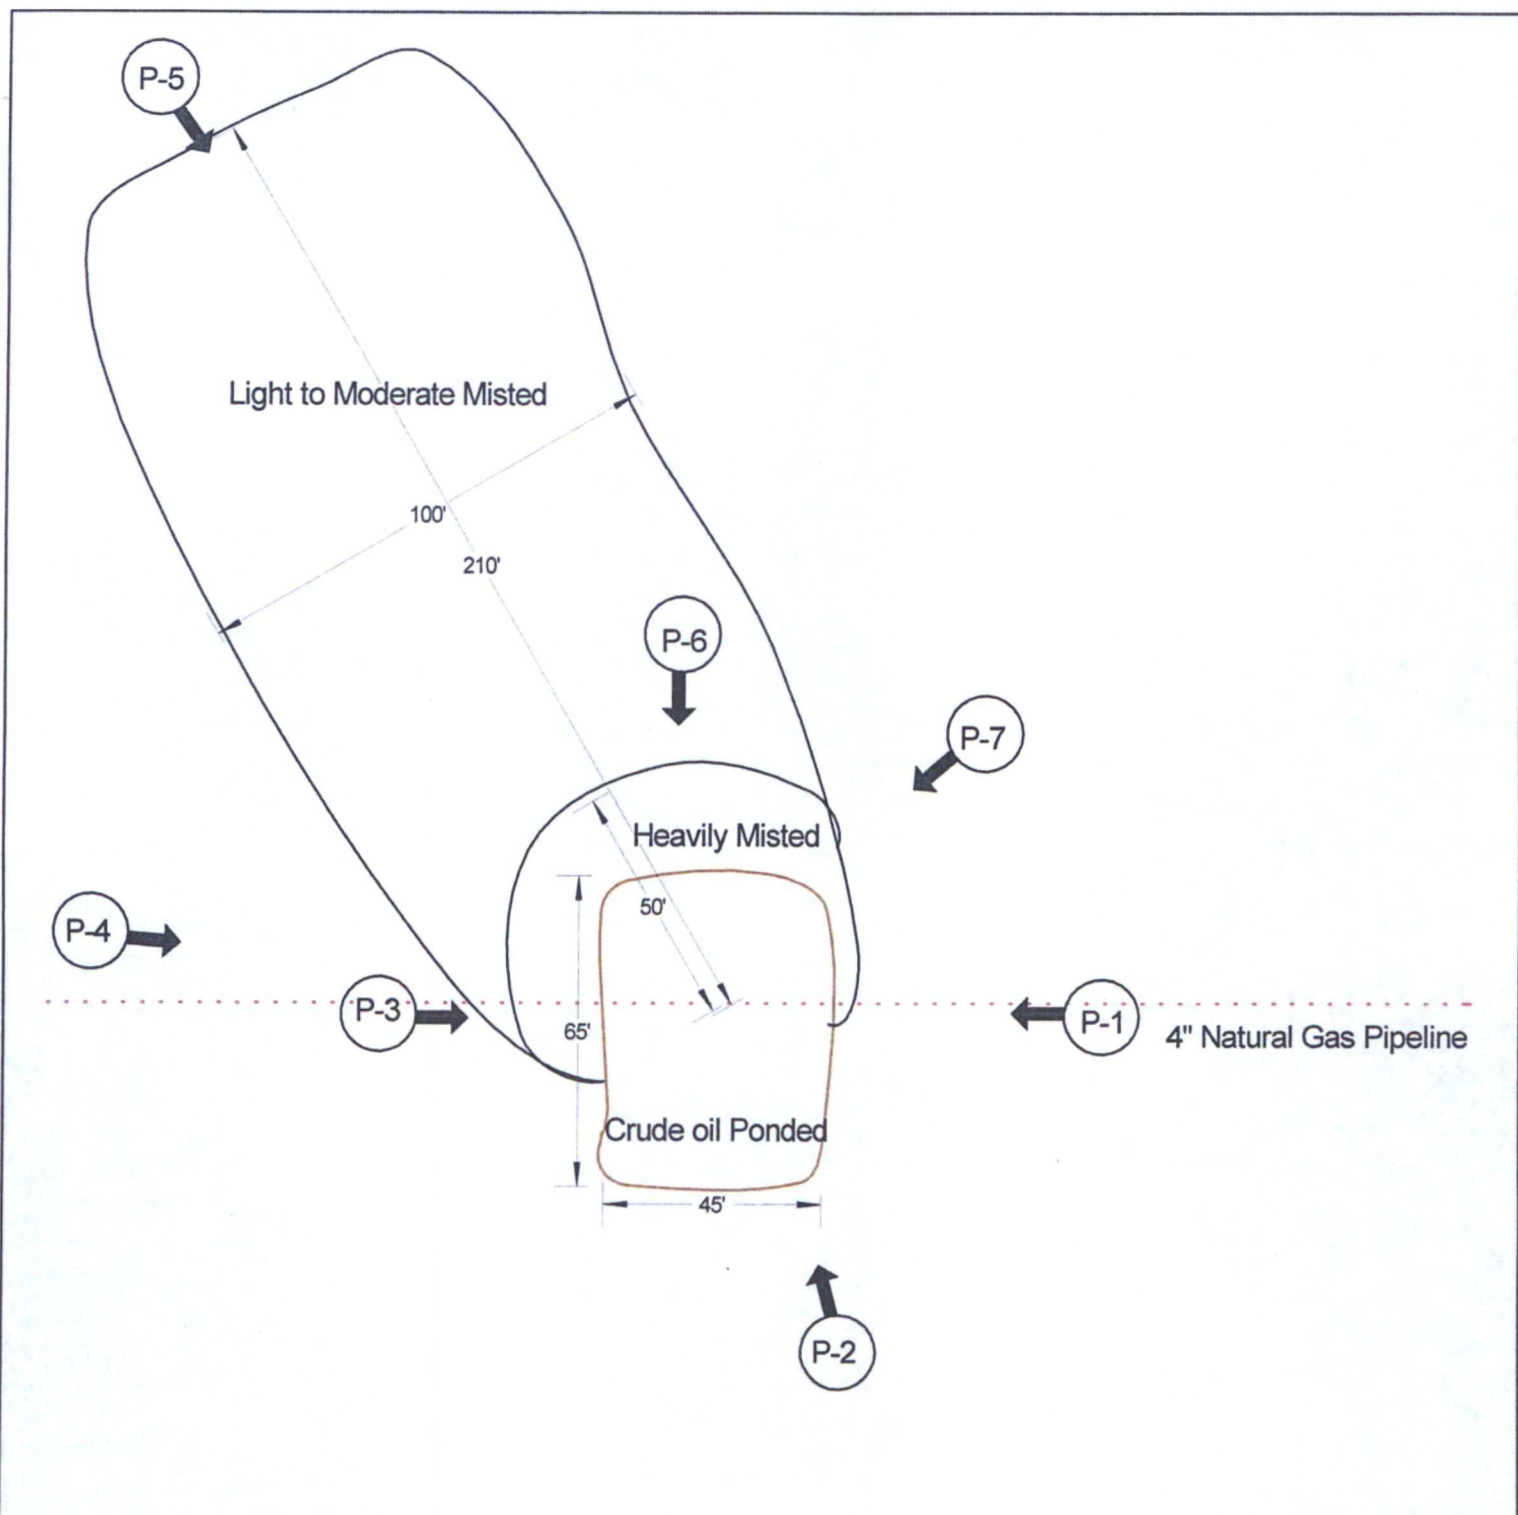 P-5
Light to Moderate Misted
100'
210'
P-6
P-7
Heavily Misted
50'
P-4
P-3
P-1
65'
4" Natural Gas Pipeline
Crude oil Ponded
45'
P-2